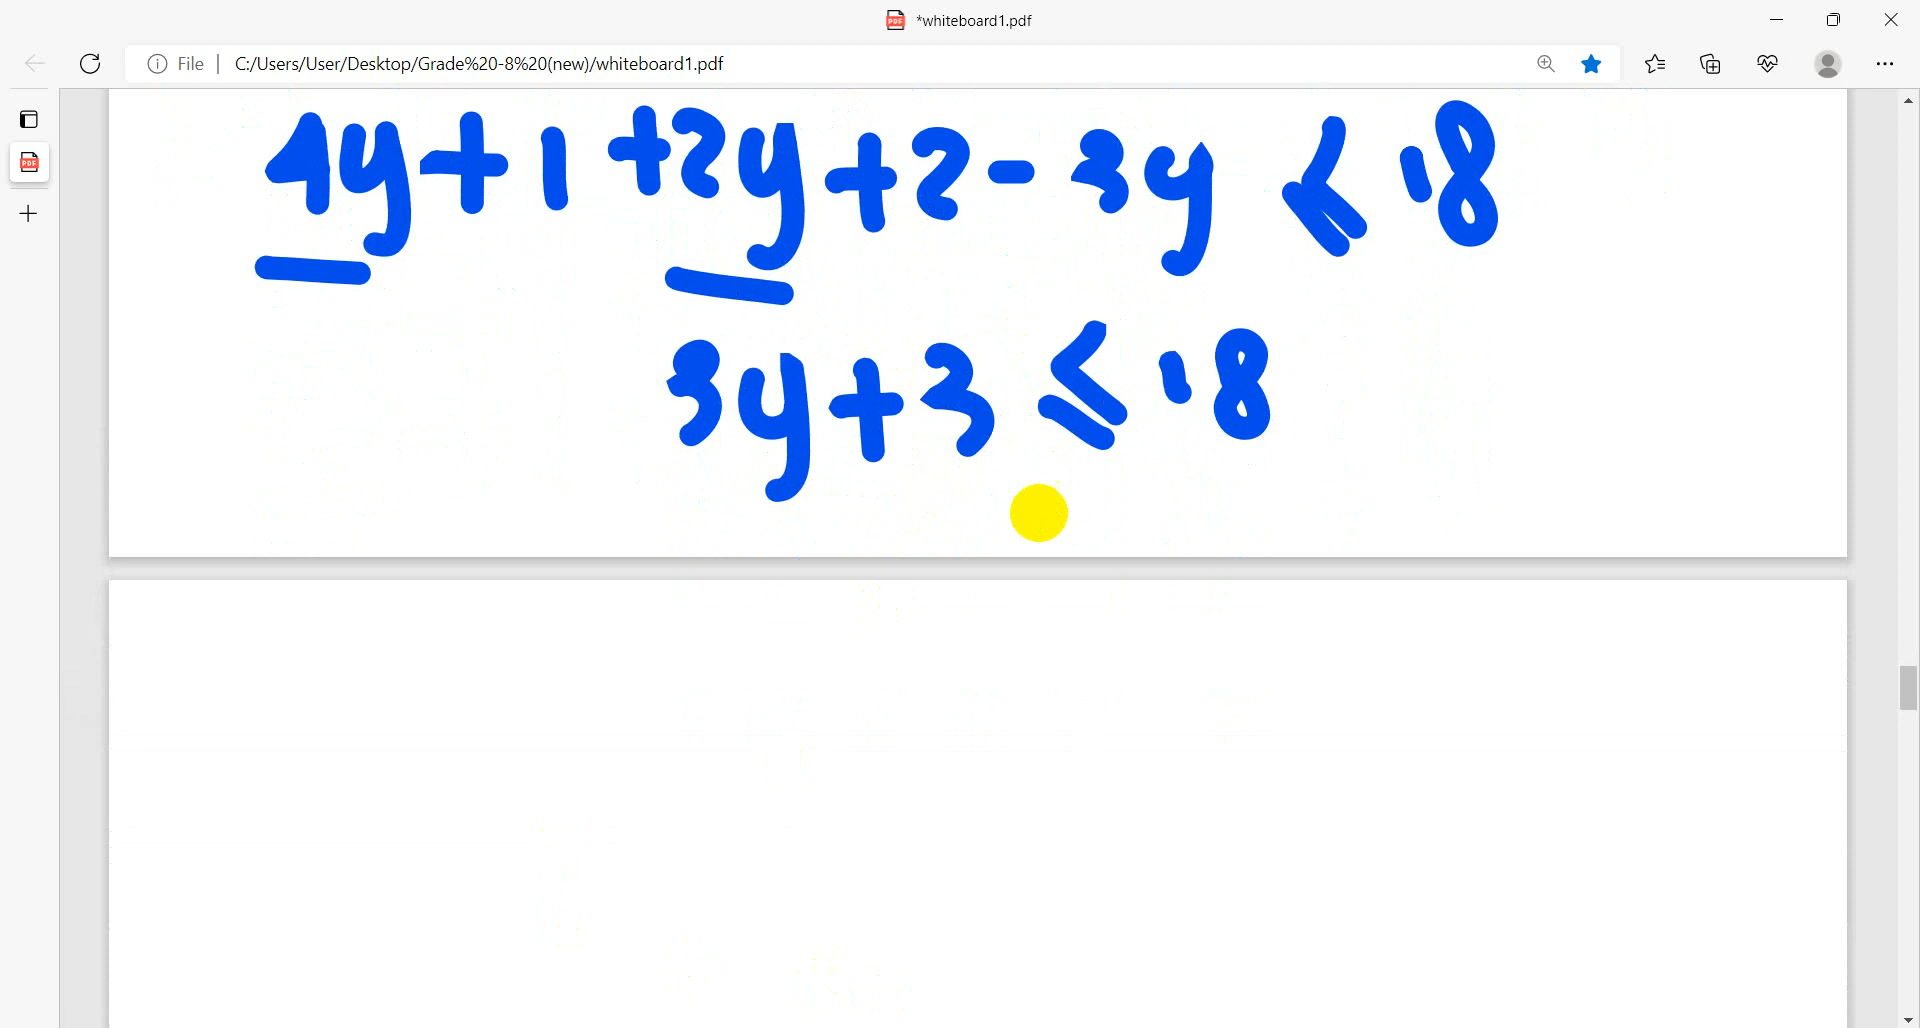 *whiteboard1.pdf
File | C:/Users/User/Desktop/Grade%20-8%20(new)/whiteboard1.pdf
4y+1+2y+2-3y ≤ 18
3y+3 ≤ 18